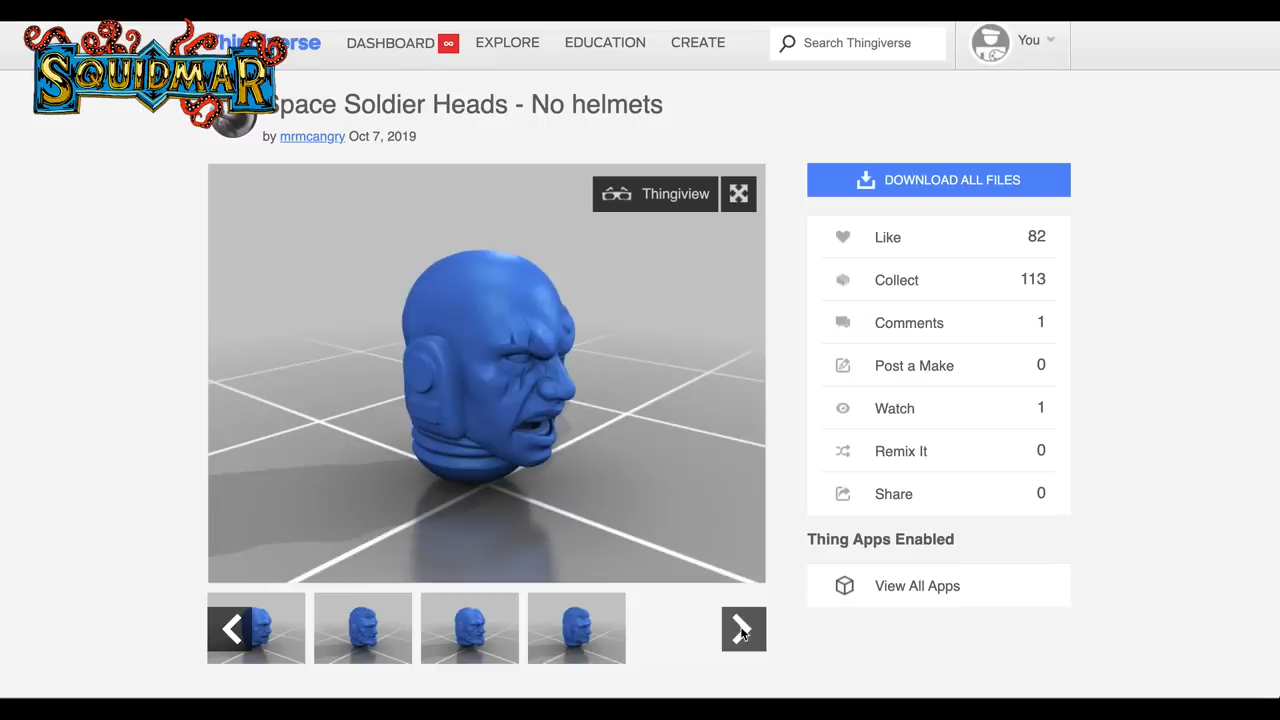 SQUIDMAR
Thingiverse
DASHBOARD ∞ EXPLORE EDUCATION CREATE Search Thingiverse You
Space Soldier Heads - No helmets
by mrmcangry Oct 7, 2019
Thingiview
DOWNLOAD ALL FILES
Like 82
Collect 113
Comments 1
Post a Make 0
Watch 1
Remix It 0
Share 0
Thing Apps Enabled
View All Apps